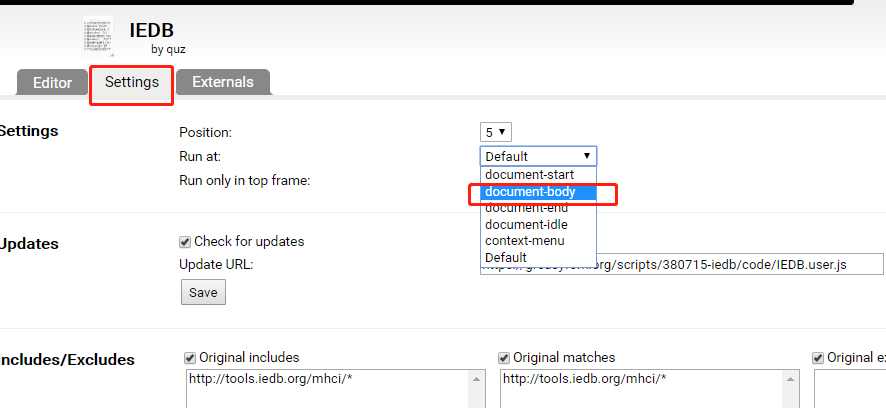 IEDB
by quz
Editor
Settings
Externals
Settings
Position:
5
Run at:
Default
Run only in top frame:
document-start
document-body
document-end
document-idle
context-menu
Default
Updates
Check for updates
Update URL:
.org/scripts/380715-iedb/code/IEDB.user.js
Save
Includes/Excludes
Original includes
Original matches
Original e
http://tools.iedb.org/mhci/*
http://tools.iedb.org/mhci/*